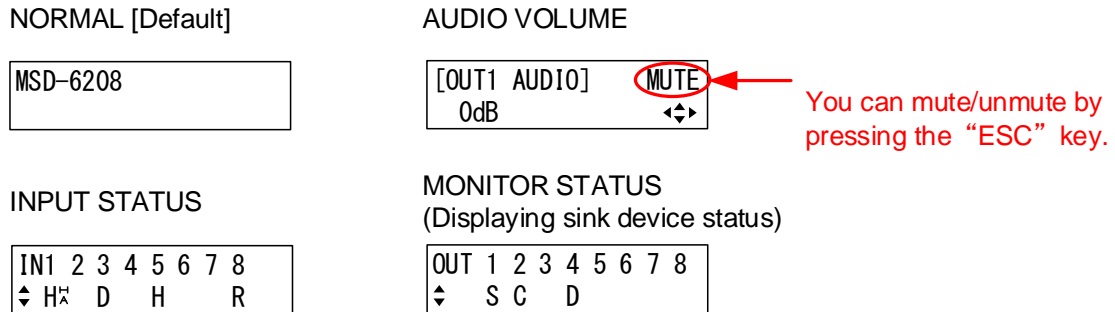 NORMAL [Default]
AUDIO VOLUME
MSD-6208
[OUT1 AUDIO] MUTE
0dB
You can mute/unmute by
pressing the “ESC” key.
INPUT STATUS
MONITOR STATUS
(Displaying sink device status)
IN1 2 3 4 5 6 7 8
H D H R
OUT 1 2 3 4 5 6 7 8
S C D